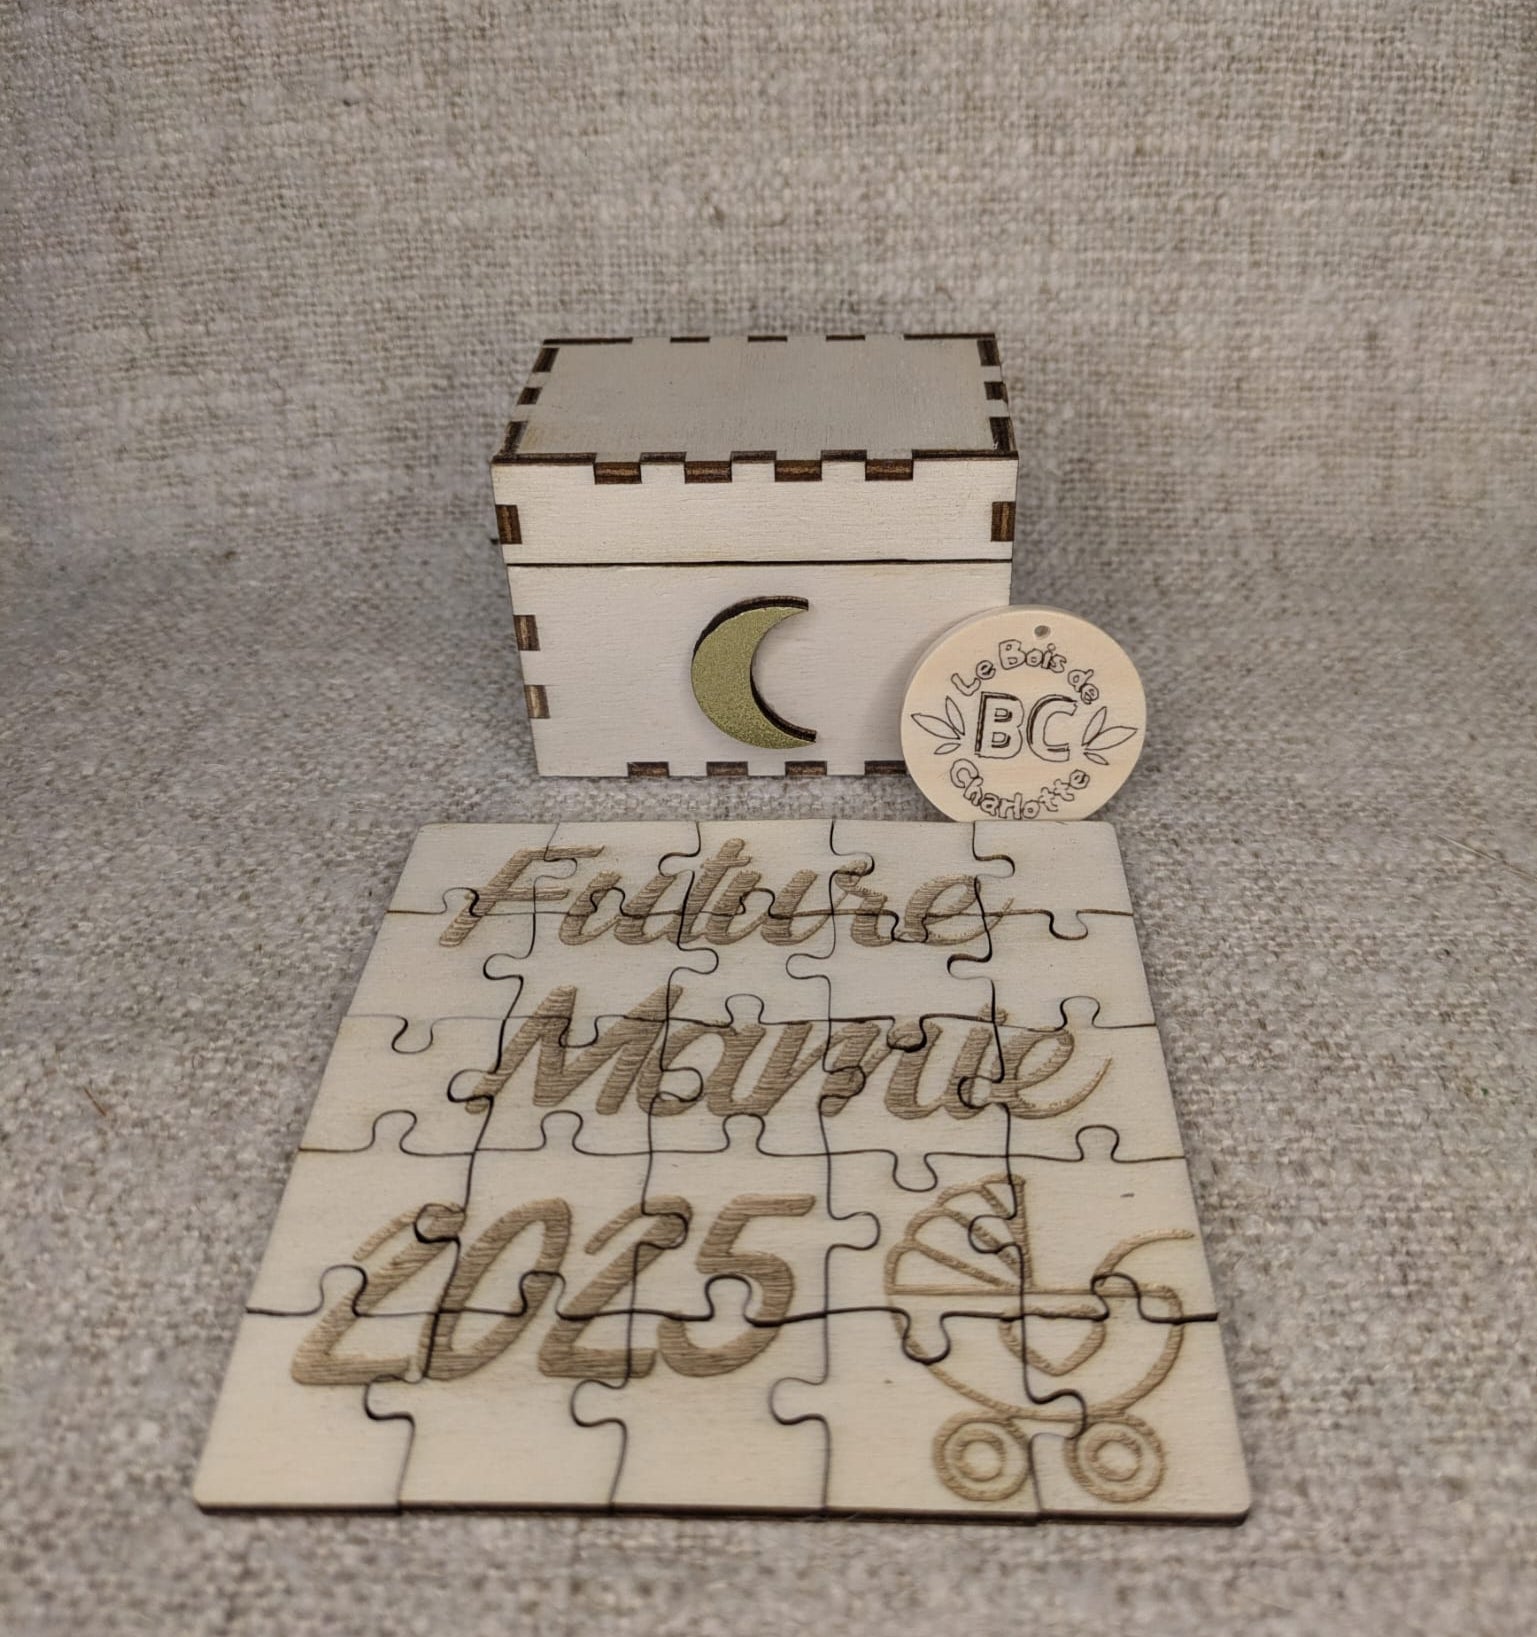 Le Bois de
BC
Charlotte
Future
Mamie
2025